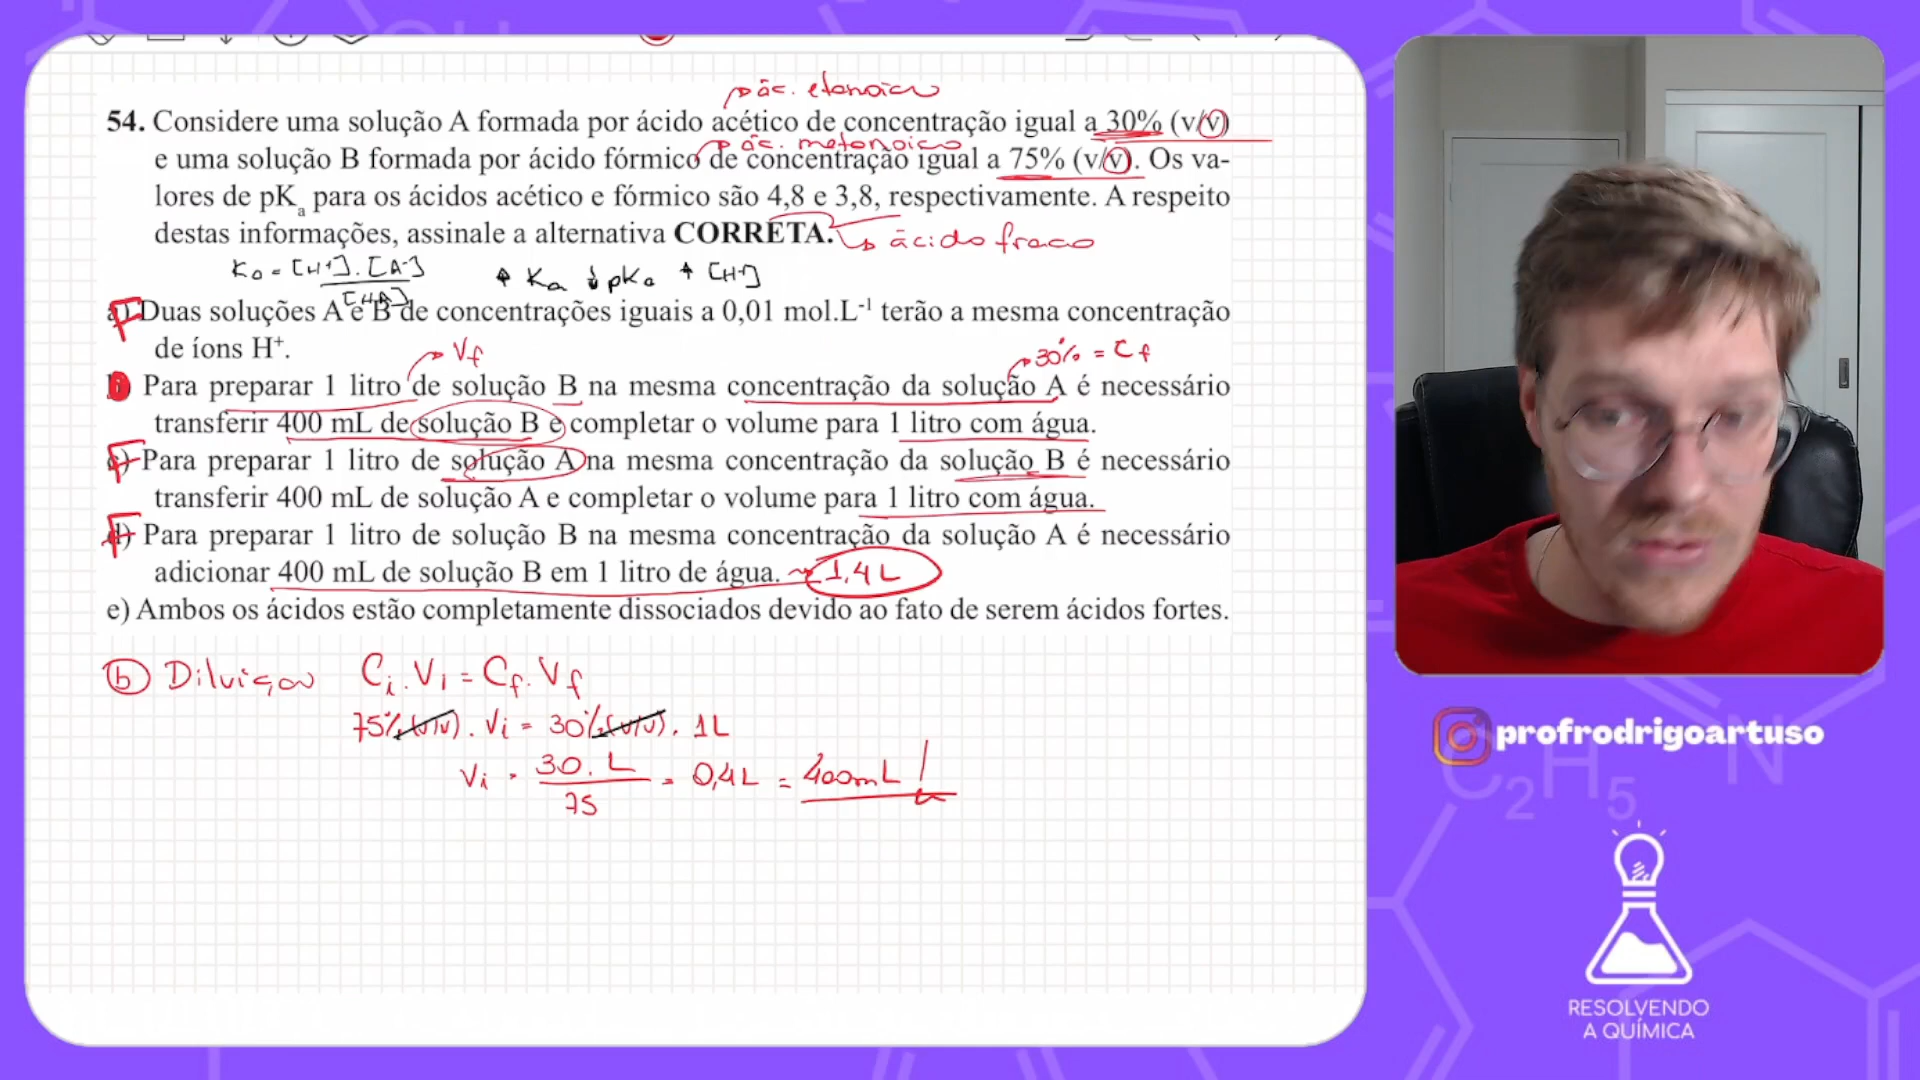 ác. etanoico
54. Considere uma solução A formada por ácido acético de concentração igual a 30% (v/v)
ác. metanoico
e uma solução B formada por ácido fórmico de concentração igual a 75% (v/v). Os va-
lores de pKa para os ácidos acético e fórmico são 4,8 e 3,8, respectivamente. A respeito
destas informações, assinale a alternativa CORRETA. ↳ ácido fraco
Ka = [H+].[A-] / [HA] ↑ Ka ↓ pKa ↑ [H+]
F Duas soluções A e B de concentrações iguais a 0,01 mol.L⁻¹ terão a mesma concentração
de íons H⁺.
Vf
30% = Cf
b) Para preparar 1 litro de solução B na mesma concentração da solução A é necessário
transferir 400 mL de solução B e completar o volume para 1 litro com água.
F c) Para preparar 1 litro de solução A na mesma concentração da solução B é necessário
transferir 400 mL de solução A e completar o volume para 1 litro com água.
F d) Para preparar 1 litro de solução B na mesma concentração da solução A é necessário
adicionar 400 mL de solução B em 1 litro de água. → 1,4 L
e) Ambos os ácidos estão completamente dissociados devido ao fato de serem ácidos fortes.
b Diluição Ci.Vi = Cf.Vf
75% (v/v). Vi = 30% (v/v). 1L
Vi = 30. L / 75 = 0,4L = 400mL
profrodrigoartuso
C₂H₅
N
RESOLVENDO
A QUÍMICA